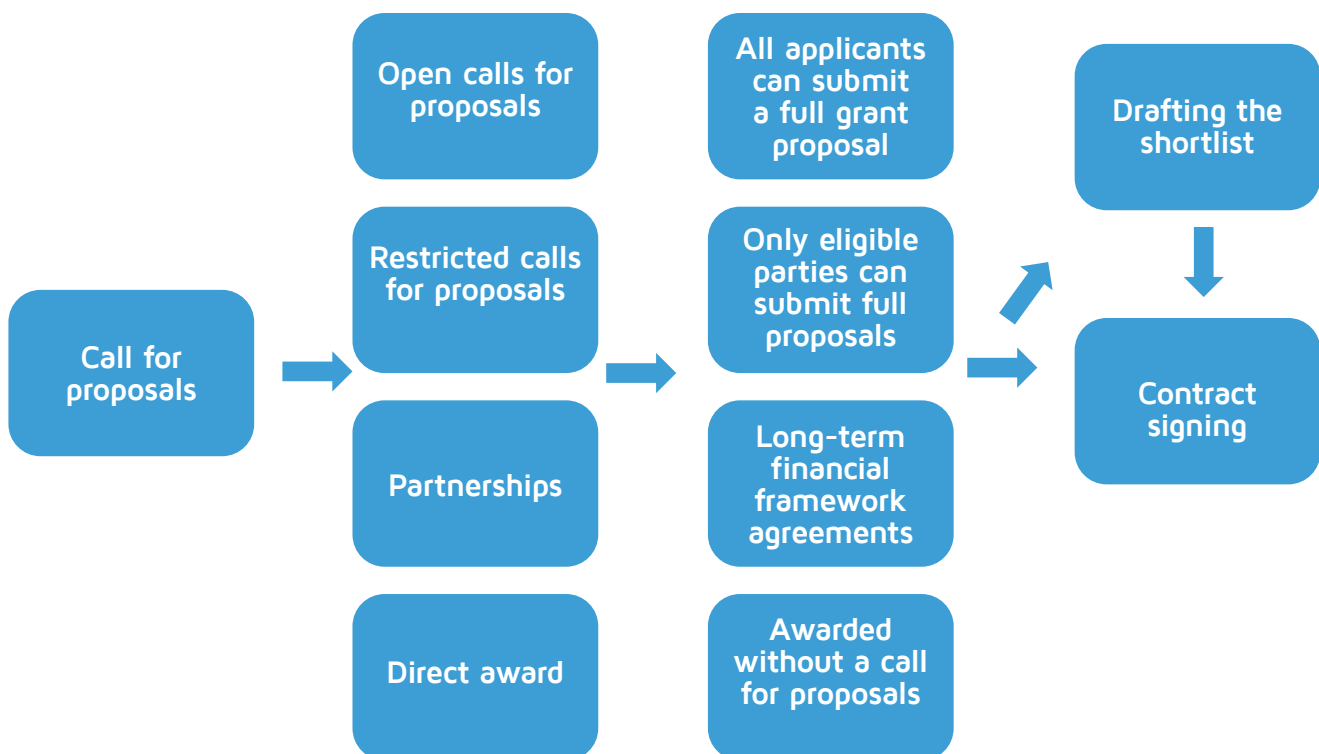 Call for
proposals
Open calls for
proposals
Restricted calls
for proposals
Partnerships
Direct award
All applicants
can submit
a full grant
proposal
Only eligible
parties can
submit full
proposals
Long-term
financial
framework
agreements
Awarded
without a call
for proposals
Drafting the
shortlist
Contract
signing